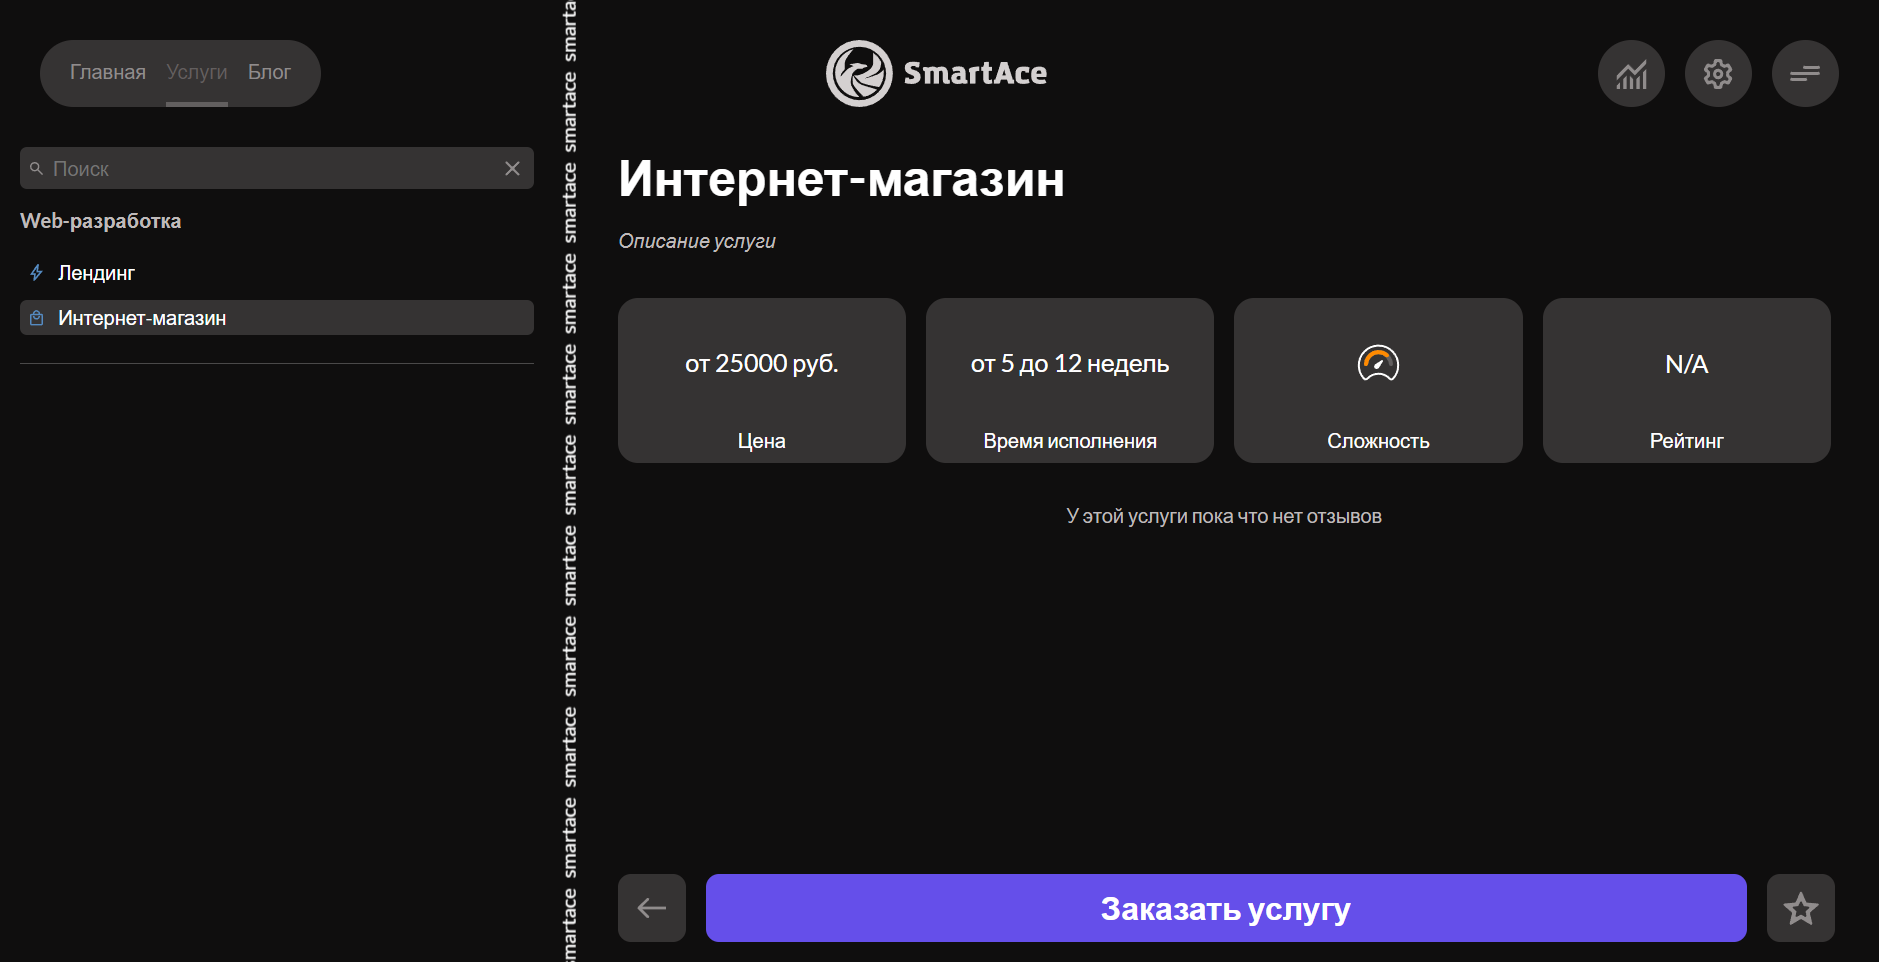 Главная Услуги Блог
SmartAce
Поиск
Web-разработка
Лендинг
Интернет-магазин
smartace smartace smartace smartace smartace smartace smartace smartace smartace smartace smartace
Интернет-магазин
Описание услуги
от 25000 руб.
Цена
от 5 до 12 недель
Время исполнения
Сложность
N/A
Рейтинг
У этой услуги пока что нет отзывов
Заказать услугу